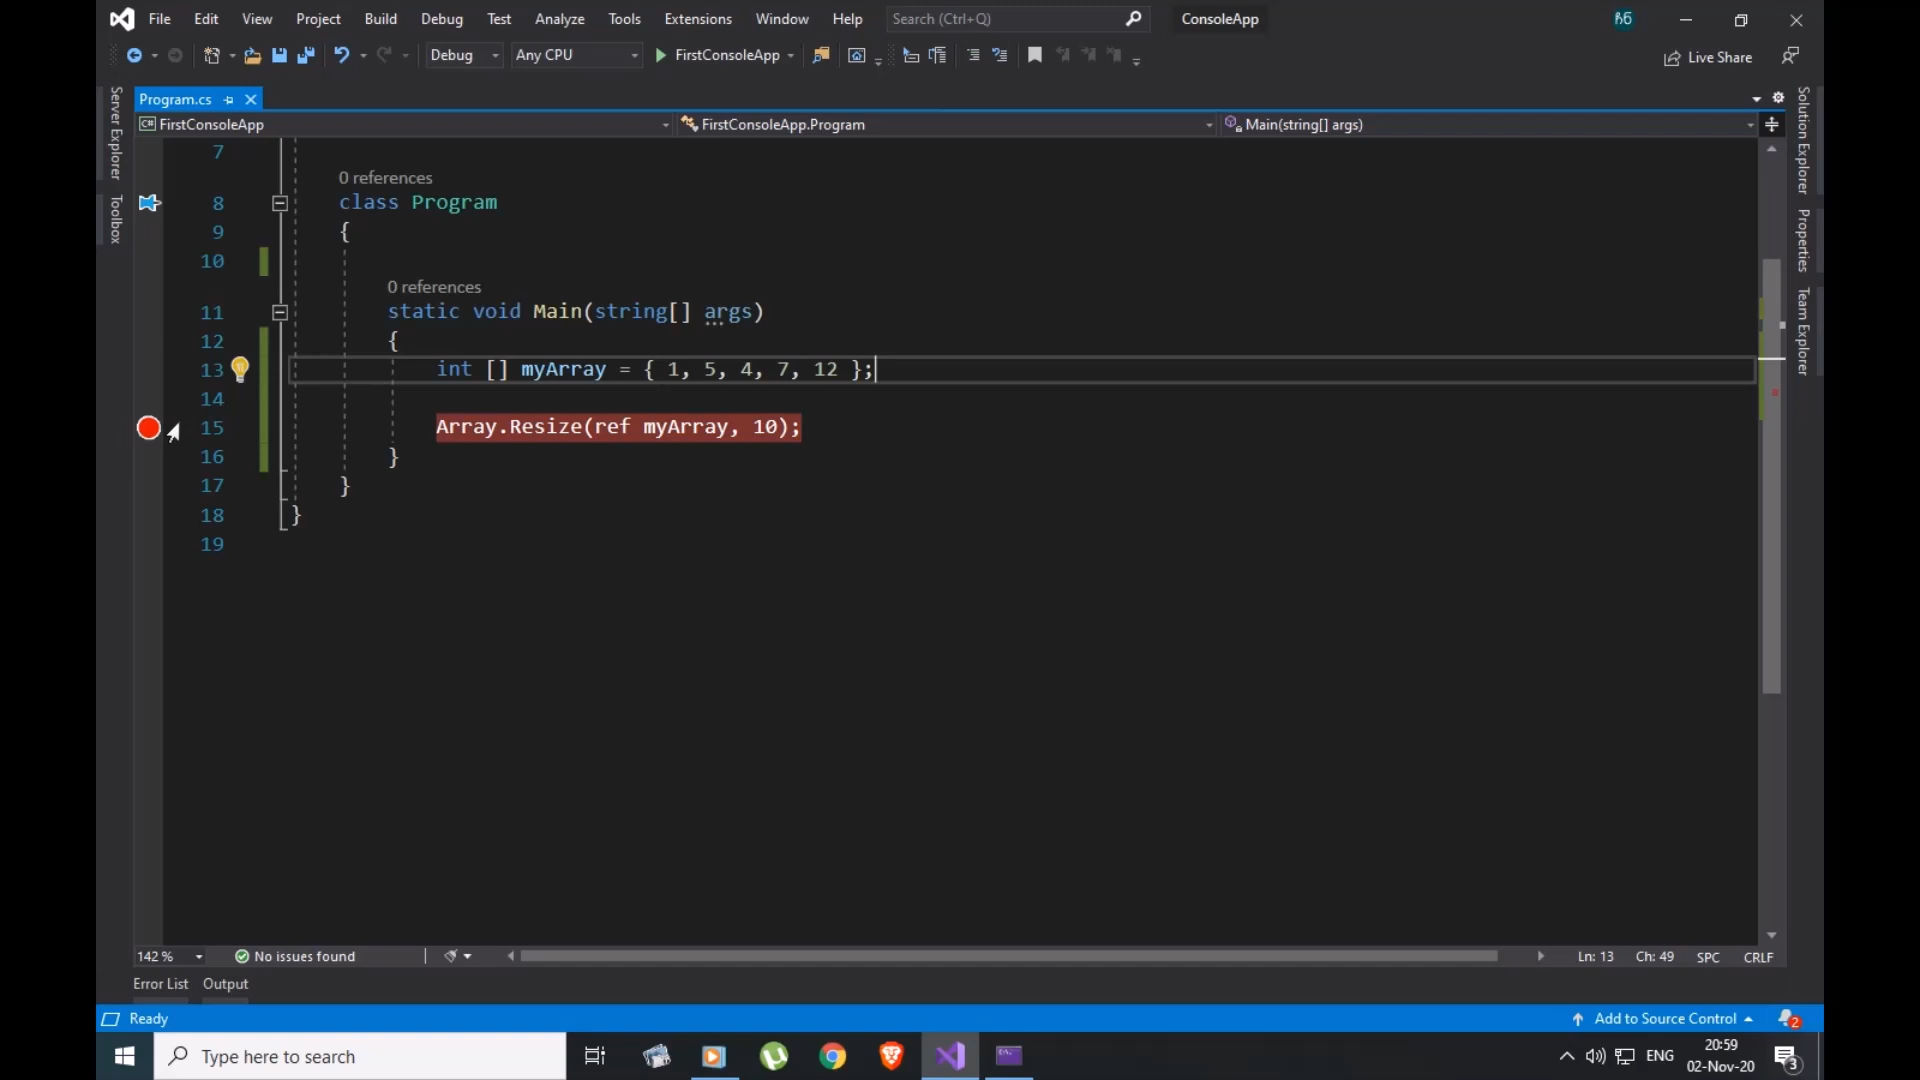 File Edit View Project Build Debug Test Analyze Tools Extensions Window Help Search (Ctrl+Q) ConsoleApp
Debug Any CPU FirstConsoleApp Live Share
Server Explorer
Toolbox
Program.cs
FirstConsoleApp FirstConsoleApp.Program Main(string[] args)
Solution Explorer
Properties
Team Explorer
7
0 references
8 class Program
9 {
10
0 references
11 static void Main(string[] args)
12 {
13 int [] myArray = { 1, 5, 4, 7, 12 };
14
15 Array.Resize(ref myArray, 10);
16 }
17 }
18 }
19
142 % No issues found Ln: 13 Ch: 49 SPC CRLF
Error List Output
Ready Add to Source Control 2
Type here to search ENG 20:59
02-Nov-20 3